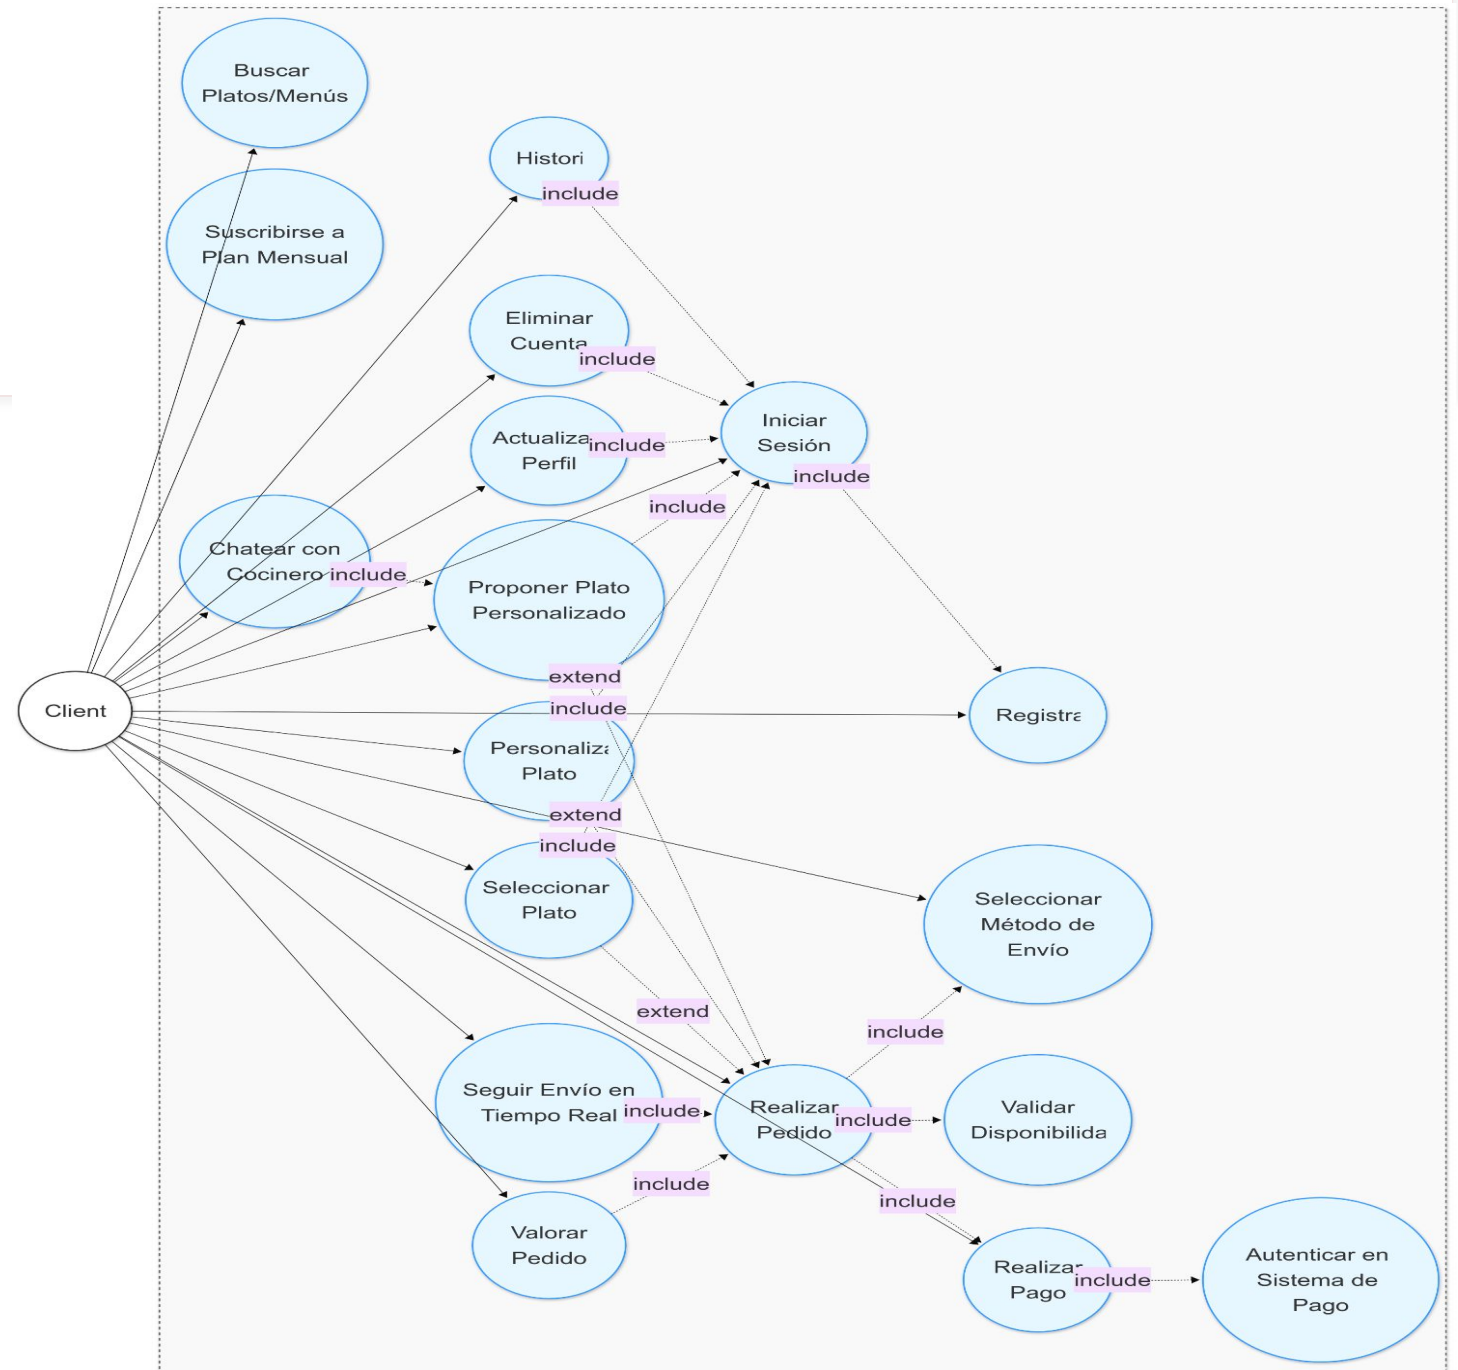 Buscar
Platos/Menús
Histori
include
Suscribirse a
Plan Mensual
Eliminar
Cuenta
include
Iniciar
Sesión
include
Actualiza
Perfil
include
include
Chatear con
Cocinero
include
Proponer Plato
Personalizado
extend
include
Client
Registra
Personaliza
Plato
extend
include
Seleccionar
Plato
Seleccionar
Método de
Envío
extend
include
Seguir Envío en
Tiempo Real
include
Realizar
Pedido
include
Validar
Disponibilida
include
include
Valorar
Pedido
Realizar
Pago
include
Autenticar en
Sistema de
Pago